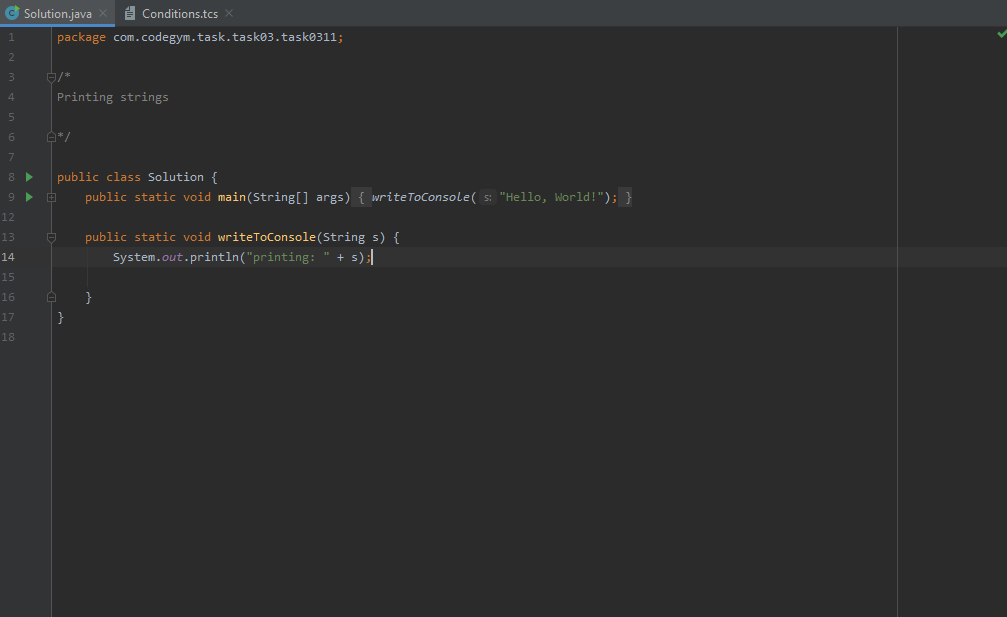 Solution.java Conditions.tcs
1 package com.codegym.task.task03.task0311;
2
3 /*
4 Printing strings
5
6 */
7
8 public class Solution {
9 public static void main(String[] args) { writeToConsole( s: "Hello, World!"); }
12
13 public static void writeToConsole(String s) {
14 System.out.println("printing: " + s);
15
16 }
17 }
18